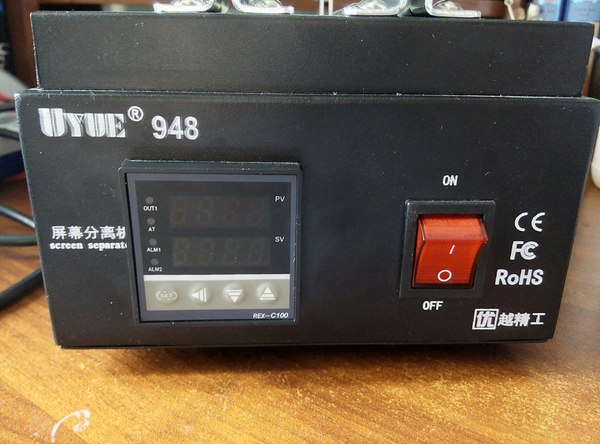 UYUE® 948
PV
OUT1
AT
SV
ALM1
ALM2
SET
REX-C100
屏幕分离
screen separat
ON
I
O
OFF
CE
FC
RoHS
优越精工